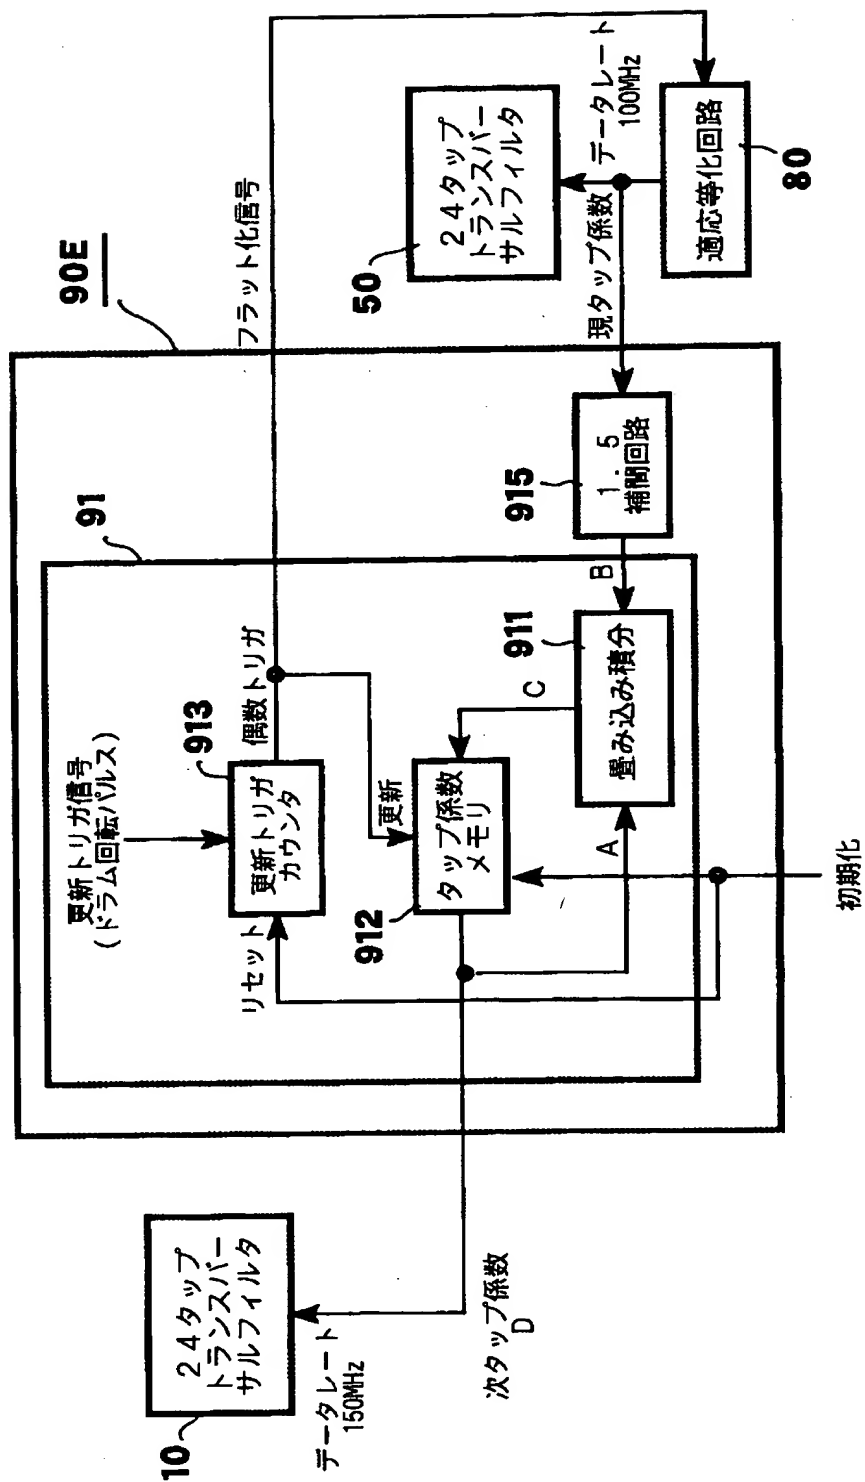 90E
91
更新トリガ信号
(ドラム回転パルス)
リセット
913
更新トリガ
カウンタ
偶数トリガ
フラット化信号
更新
912
タップ係数
メモリ
C
A
911
畳み込み積分
B
915
1.5
補間回路
現タップ係数
50
24タップ
トランスバー
サルフィルタ
データレート
100MHz
適応等化回路
80
初期化
10
24タップ
トランスバー
サルフィルタ
データレート
150MHz
次タップ係数
D